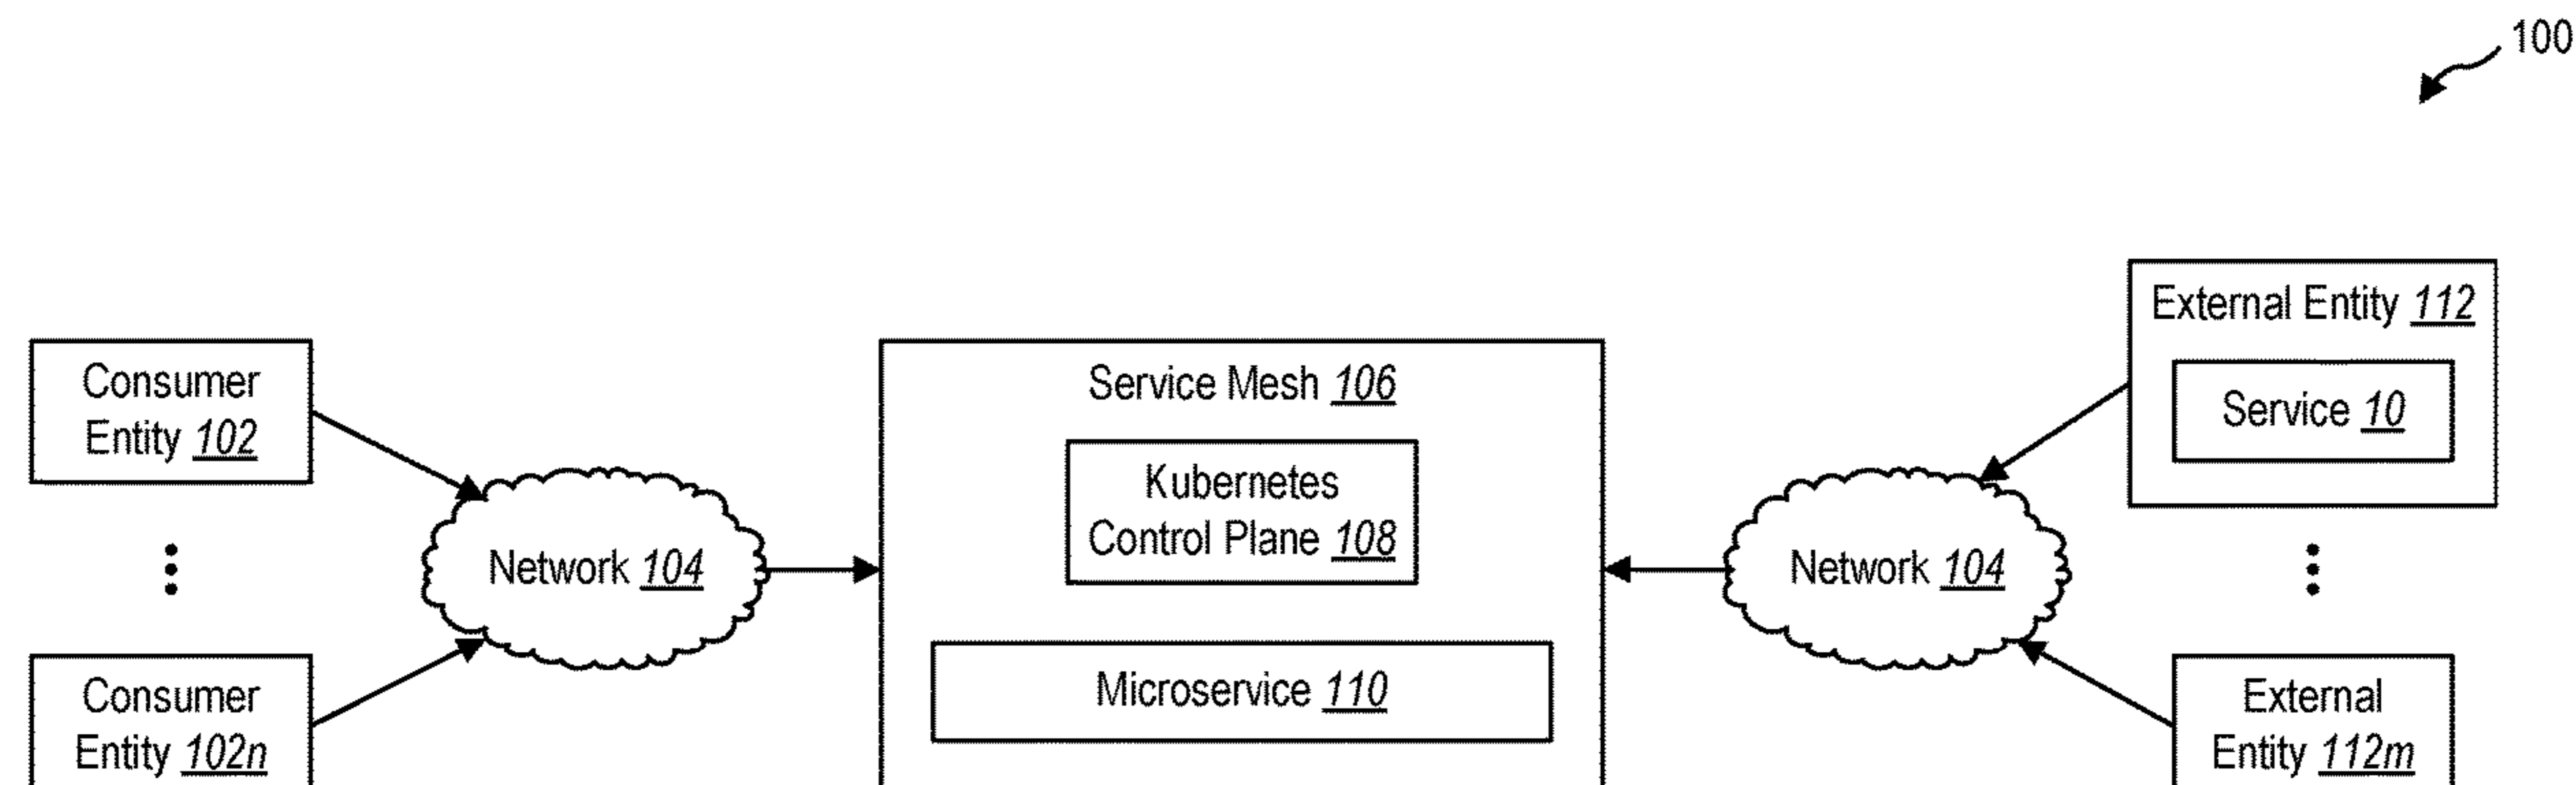 100
Consumer
Entity 102
Consumer
Entity 102n
Network 104
Service Mesh 106
Kubernetes
Control Plane 108
Microservice 110
Network 104
External Entity 112
Service 10
External
Entity 112m